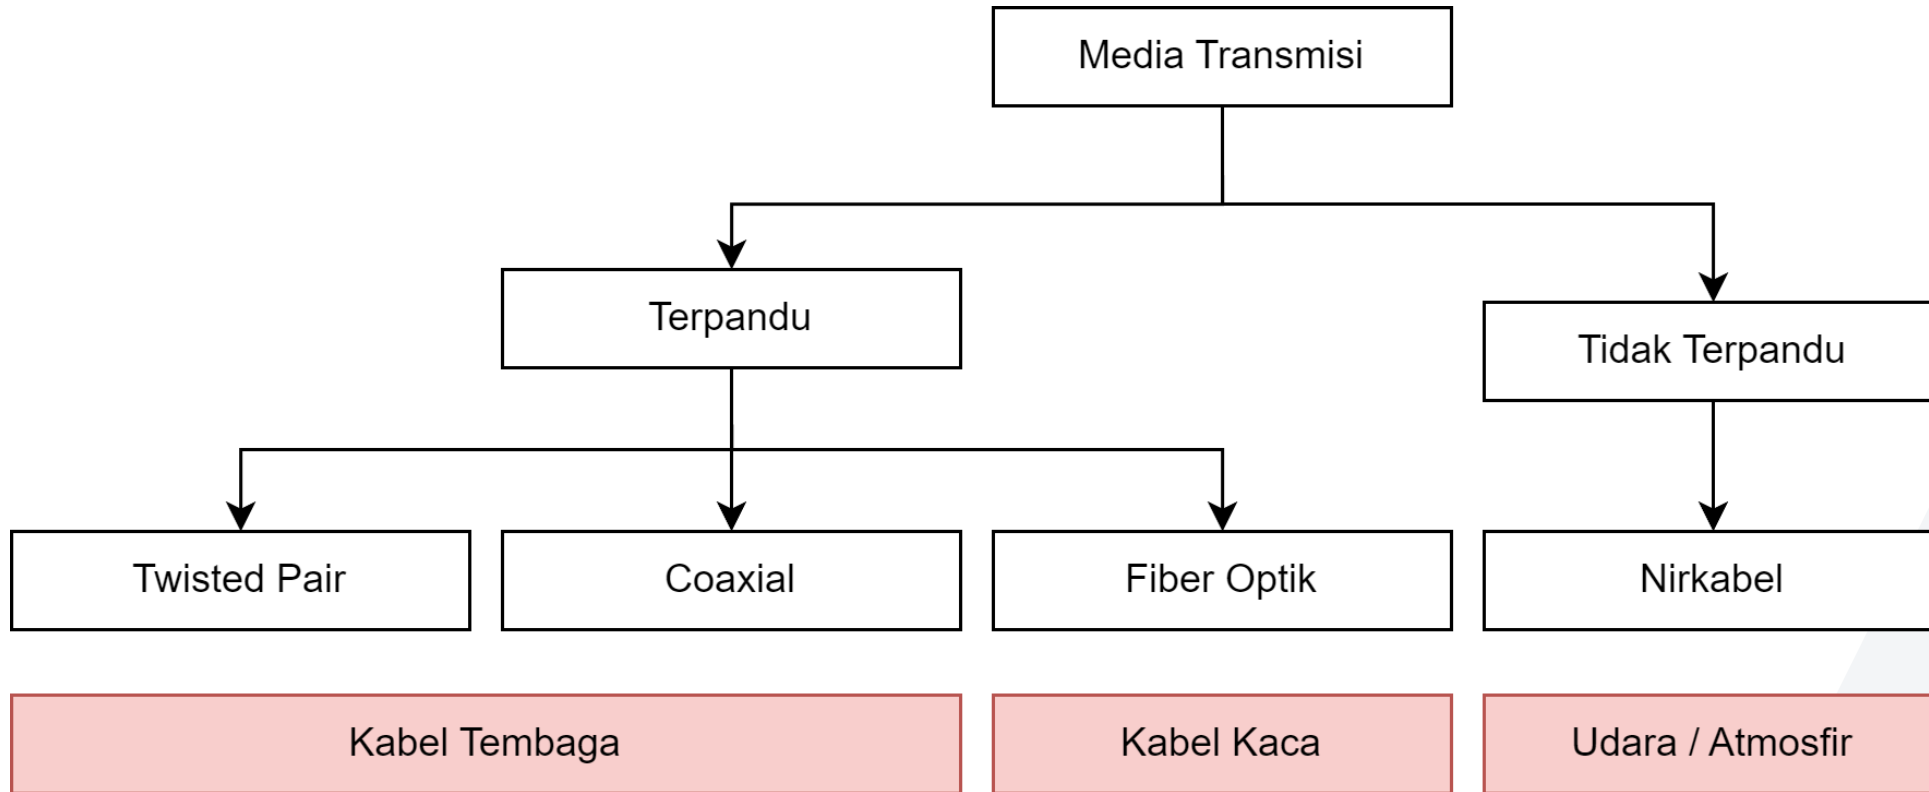 Media Transmisi
Terpandu
Tidak Terpandu
Twisted Pair
Coaxial
Fiber Optik
Nirkabel
Kabel Tembaga
Kabel Kaca
Udara / Atmosfir